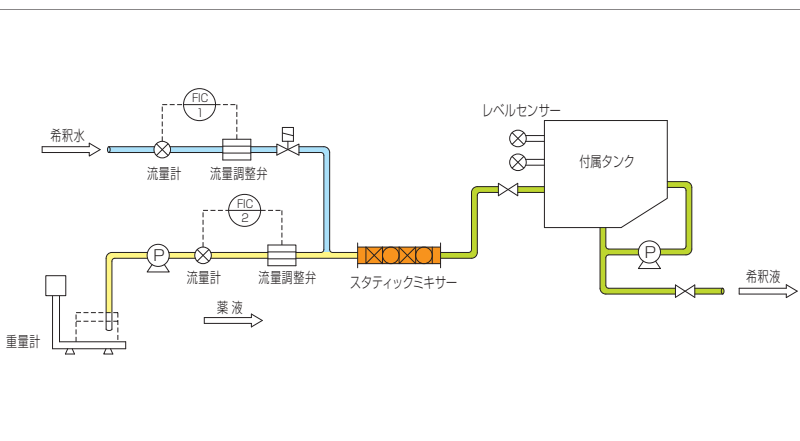 FIC
1
レベルセンサー
希釈水
付属タンク
流量計
流量調整弁
FIC
2
P
P
流量計
流量調整弁
スタティックミキサー
希釈液
薬液
重量計